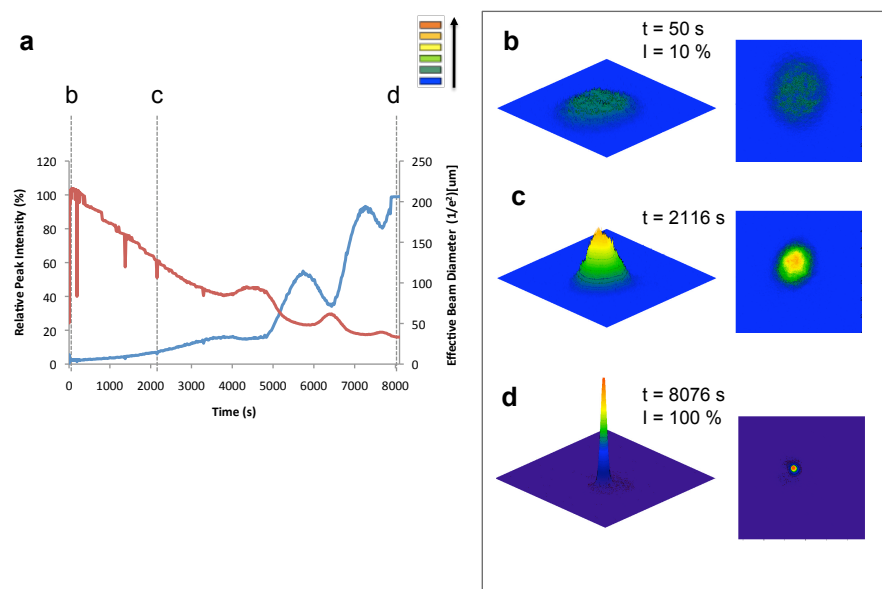 a
b c d
120
100
80
60
40
20
0
250
200
150
100
50
0
0 1000 2000 3000 4000 5000 6000 7000 8000
Relative Peak Intensity (%)
Effective Beam Diameter (1/e²)[um]
Time (s)
b
t = 50 s
I = 10 %
c
t = 2116 s
d
t = 8076 s
I = 100 %